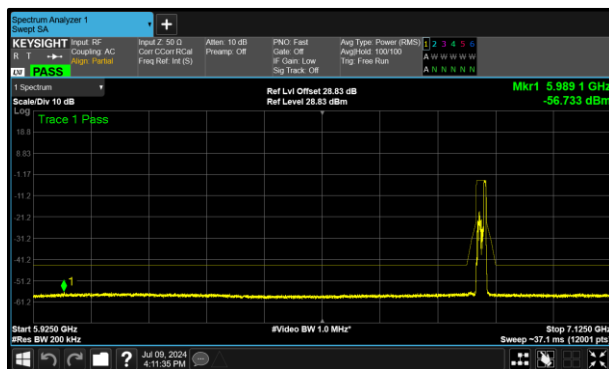 Spectrum Analyzer 1
Swept SA
+
KEYSIGHT
R T
LXI
PASS
Input: RF
Coupling: AC
Align: Partial
Input Z: 50 Ω
Corr CCorr RCal
Freq Ref: Int (S)
Atten: 10 dB
Preamp: Off
PNO: Fast
Gate: Off
IF Gain: Low
Sig Track: Off
Avg Type: Power (RMS)
Avg|Hold: 100/100
Trig: Free Run
1 2 3 4 5 6
A W W W W W
A N N N N N
1 Spectrum
Scale/Div 10 dB
Ref Lvl Offset 28.83 dB
Ref Level 28.83 dBm
Mkr1 5.989 1 GHz
-56.733 dBm
Log
Trace 1 Pass
18.8
8.83
-1.17
-11.2
-21.2
-31.2
-41.2
-51.2
-61.2
1
Start 5.9250 GHz
#Res BW 200 kHz
#Video BW 1.0 MHz*
Stop 7.1250 GHz
Sweep ~37.1 ms (12001 pts)
?
Jul 09, 2024
4:11:35 PM